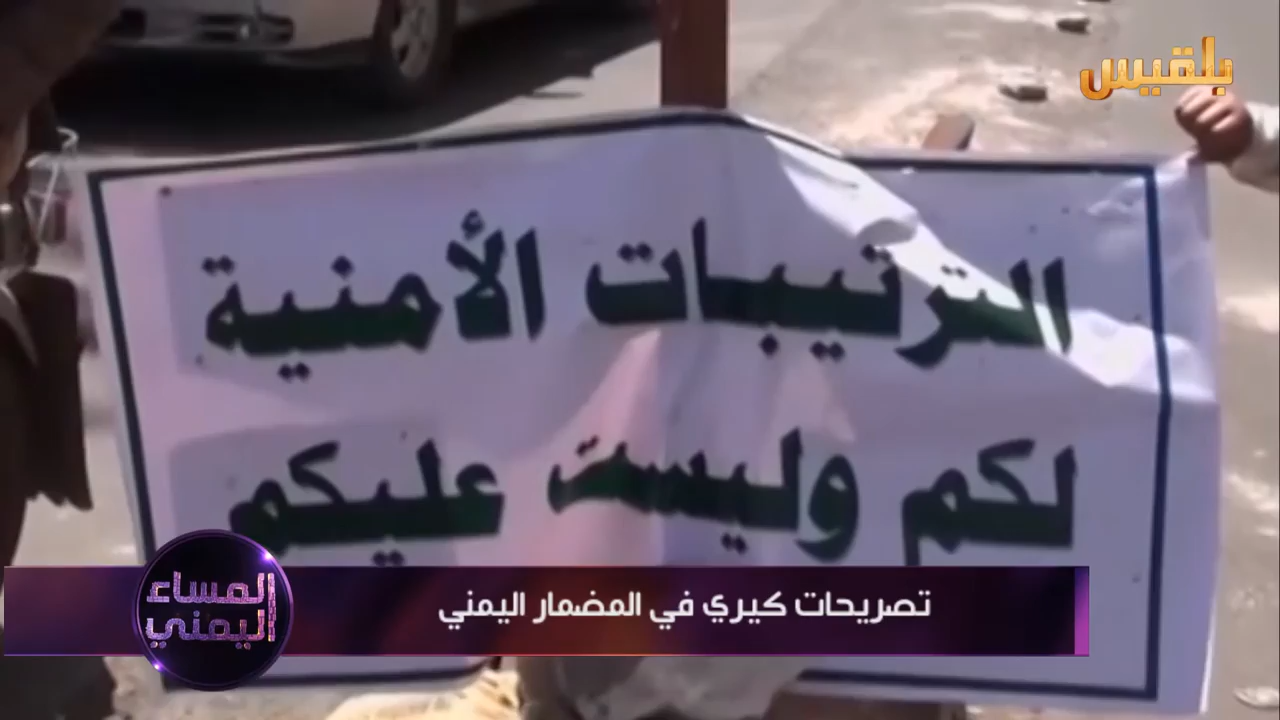 بلقيس
الترتيبات الأمنية
لكم وليست عليكم
تصريحات كيري في المضمار اليمني
المساء
اليمني